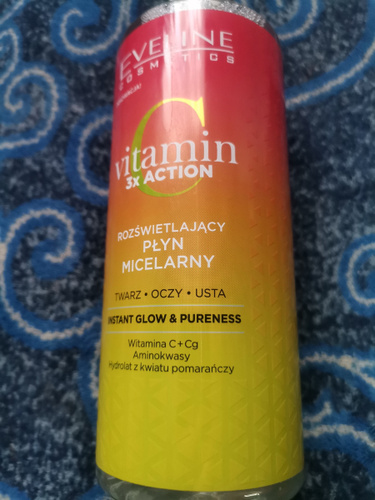 EVELINE
COSMETICS
C
vitamin
3x ACTION
ROZŚWIETLAJĄCY
PŁYN
MICELARNY
TWARZ • OCZY • USTA
INSTANT GLOW & PURENESS
Witamina C+Cg
Aminokwasy
Hydrolat z kwiatu pomarańczy